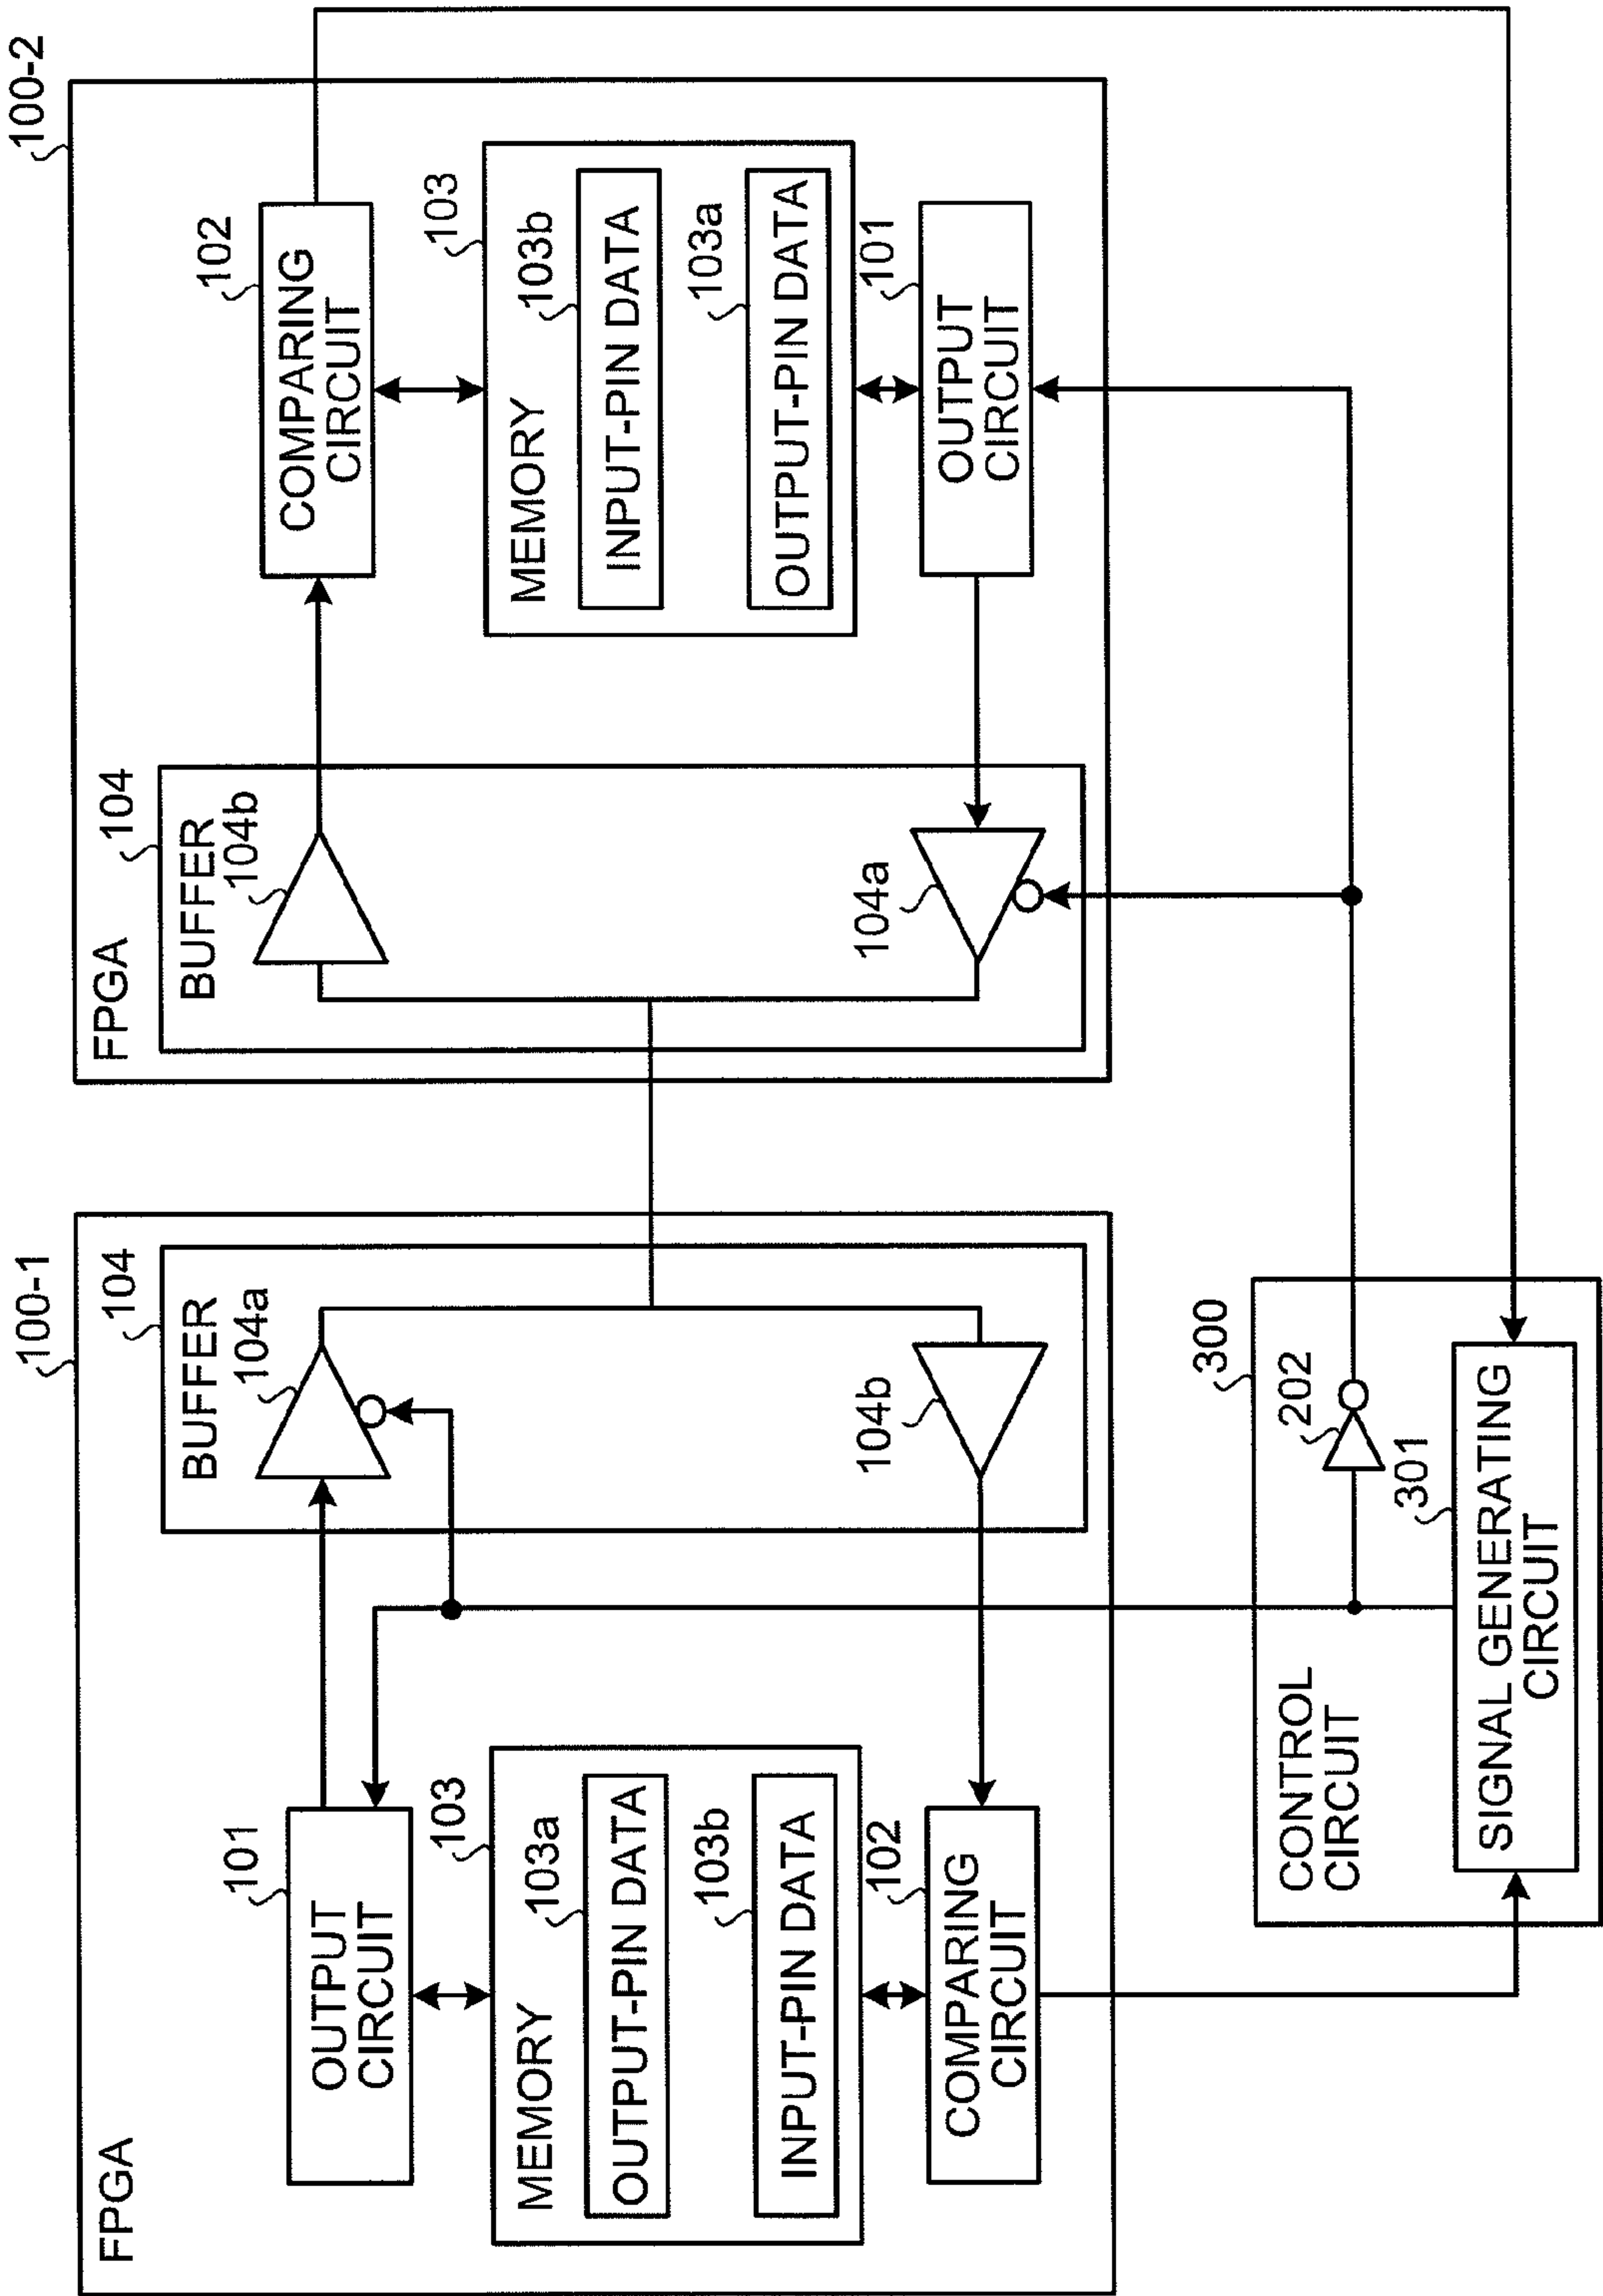 100-1
FPGA
101
OUTPUT
CIRCUIT
103
MEMORY
103a
OUTPUT-PIN DATA
103b
INPUT-PIN DATA
102
COMPARING
CIRCUIT
104
BUFFER
104a
104b
100-2
FPGA
104
BUFFER
104b
104a
102
COMPARING
CIRCUIT
103
MEMORY
103b
INPUT-PIN DATA
103a
OUTPUT-PIN DATA
101
OUTPUT
CIRCUIT
300
CONTROL
CIRCUIT
202
301
SIGNAL GENERATING
CIRCUIT